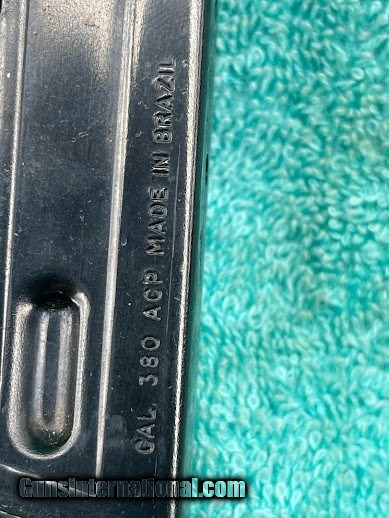 CAL. 380 ACP MADE IN BRAZIL
GunsInternational.com